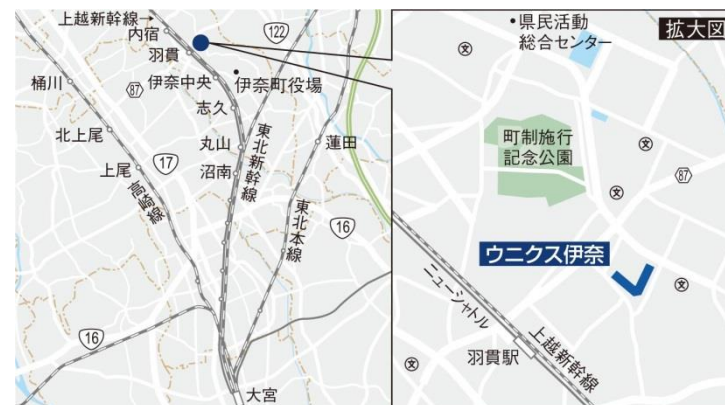 上越新幹線→
内宿
122
羽貫
桶川
伊奈中央
伊奈町役場
87
志久
北上尾
丸山
東北新幹線
蓮田
上尾
17
沼南
高崎線
東北本線
16
16
大宮
県民活動
総合センター
拡大図
文
町制施行
記念公園
文
87
ウニクス伊奈
文
ニューシャトル
羽貫駅
上越新幹線
文